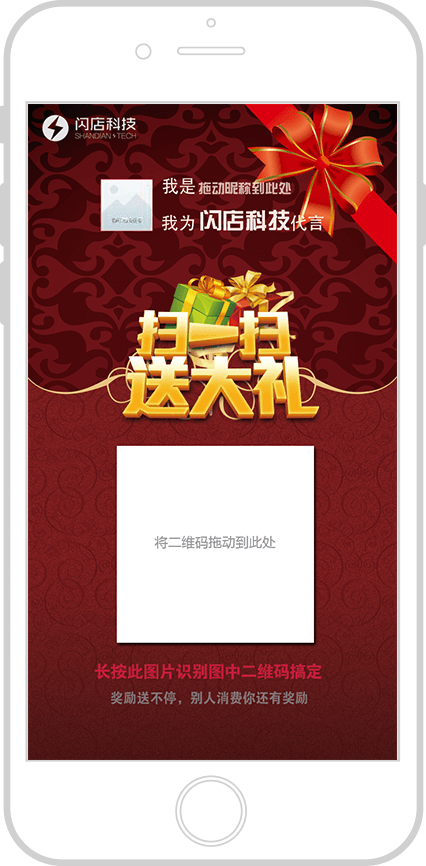 闪店科技
SHANDIAN TECH
我是 拖动昵称到此处
我为 闪店科技代言
扫一扫
送大礼
将二维码拖动到此处
长按此图片识别图中二维码搞定
奖励送不停，别人消费你还有奖励